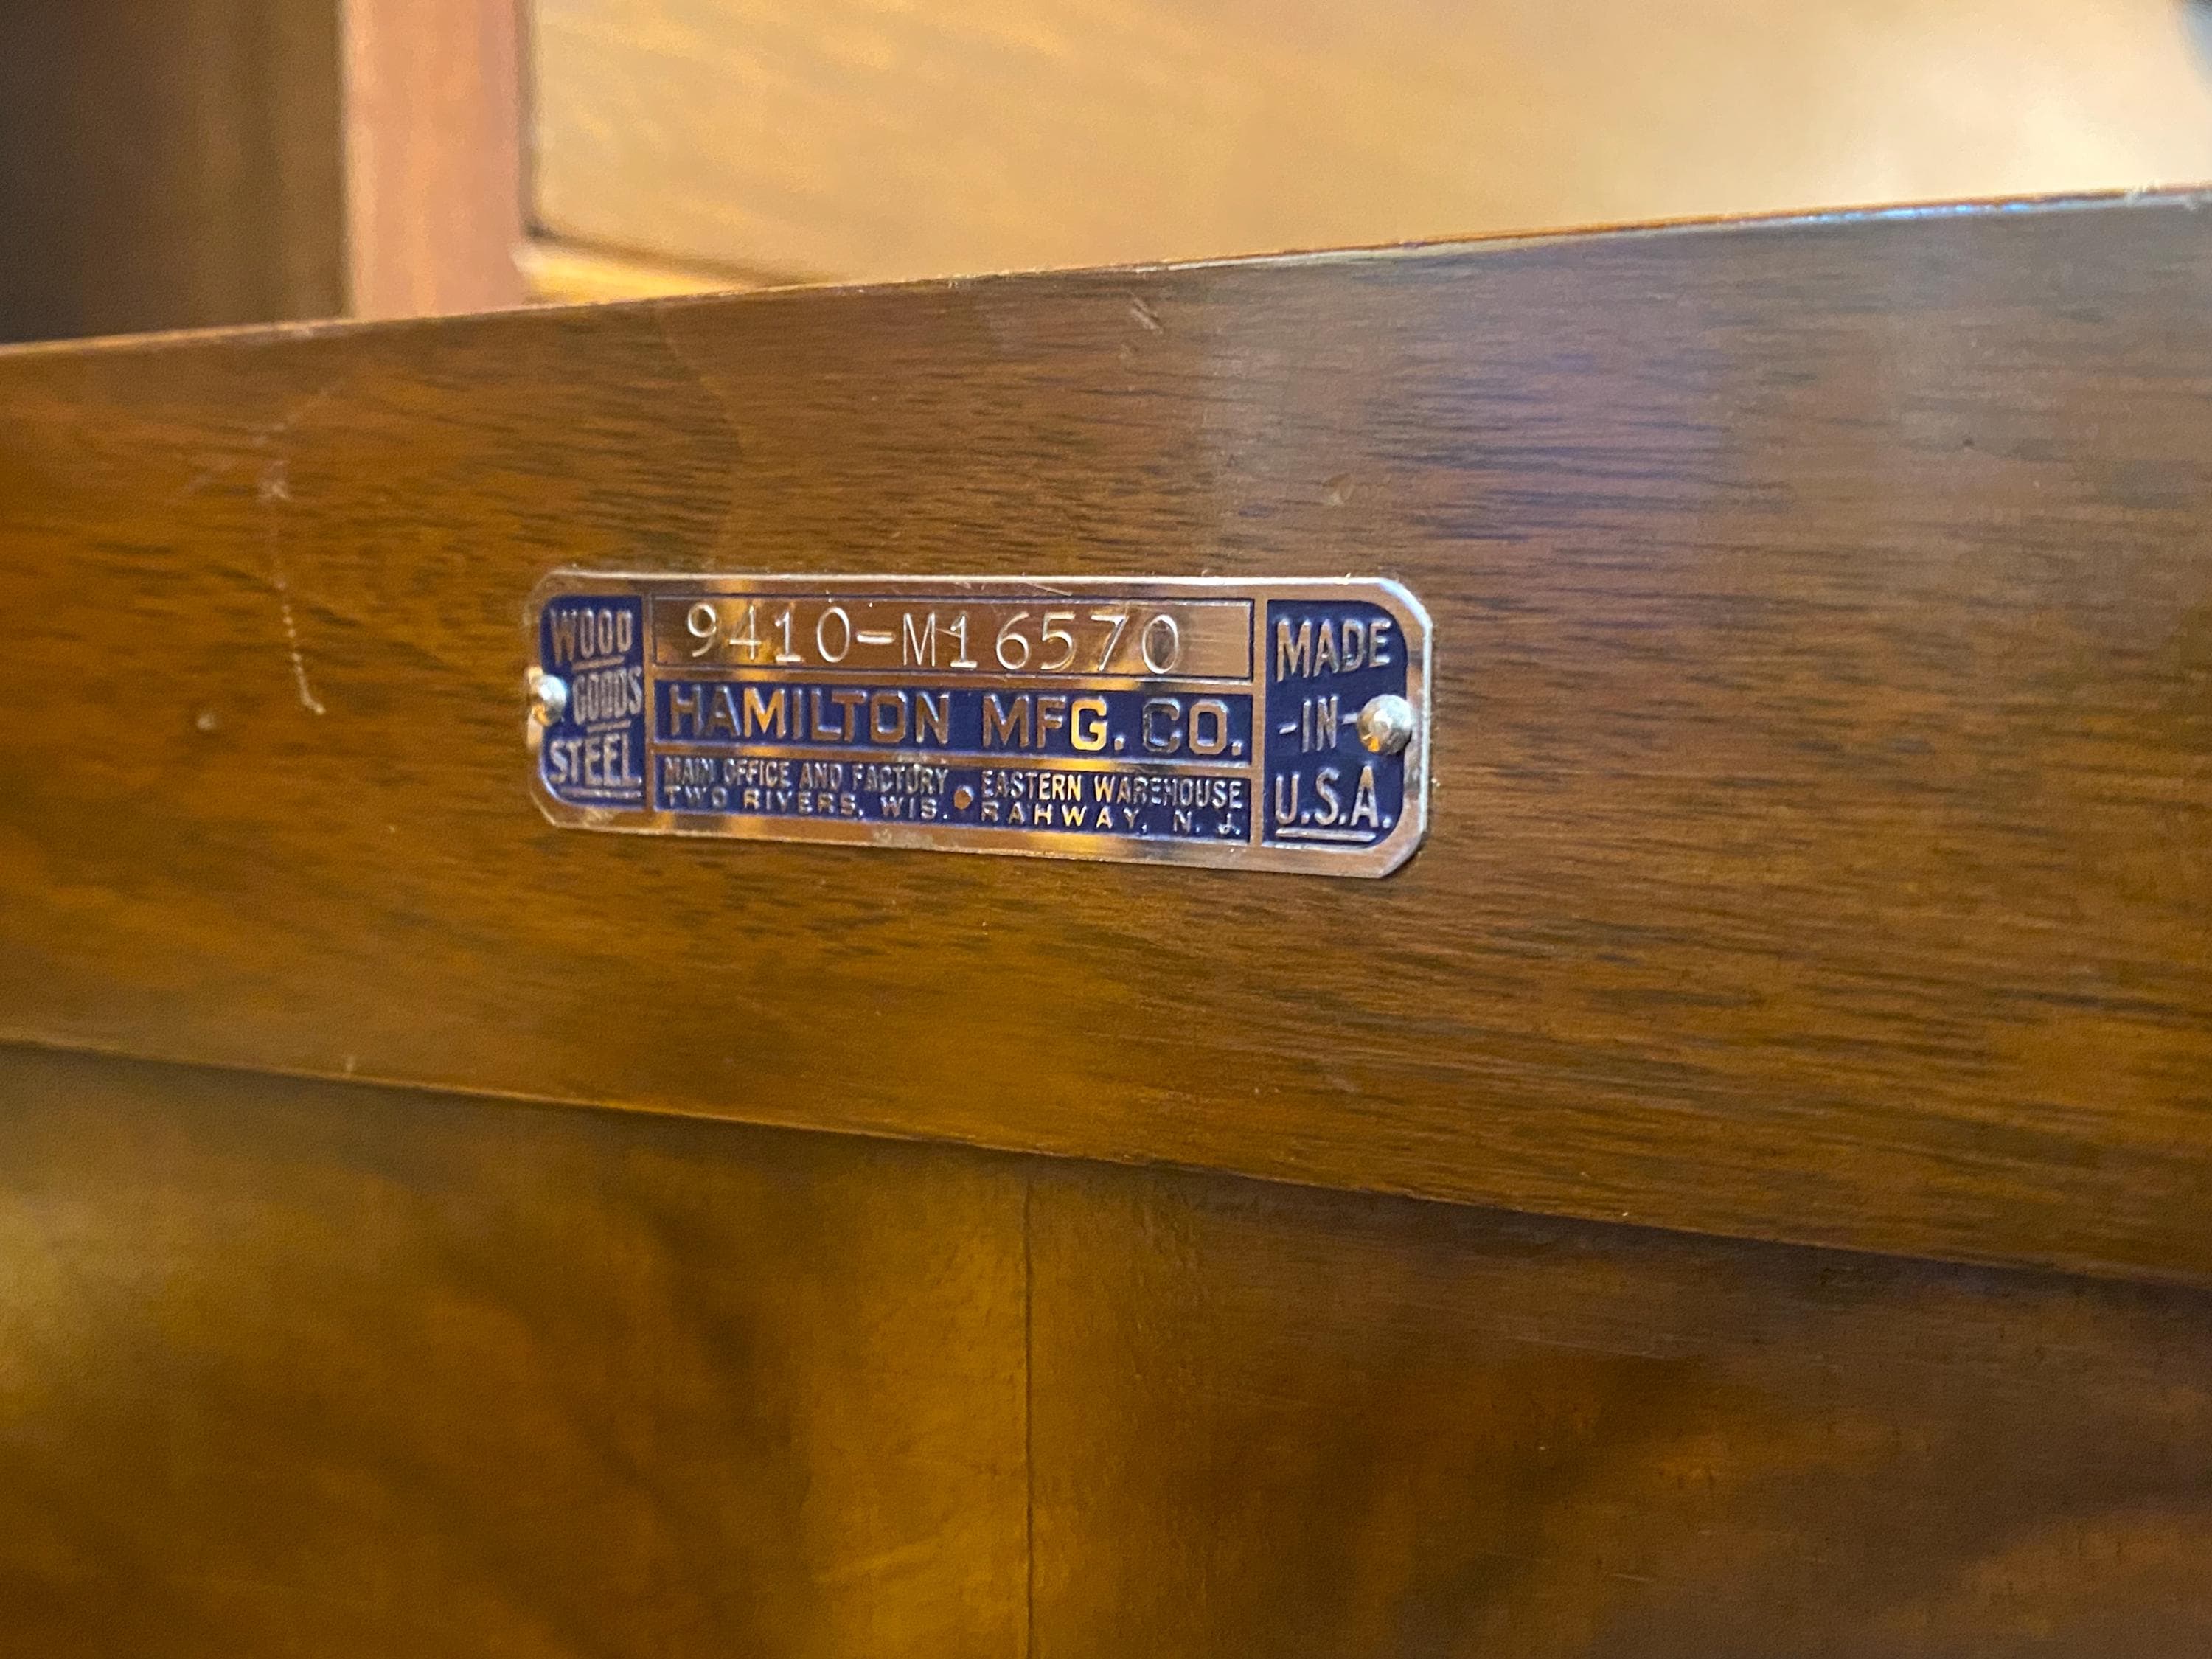 WOOD
GOODS
STEEL
9410-M16570
HAMILTON MFG. CO.
MAIN OFFICE AND FACTORY
TWO RIVERS, WIS.
•
EASTERN WAREHOUSE
RAHWAY, N. J.
MADE
-IN-
U.S.A.